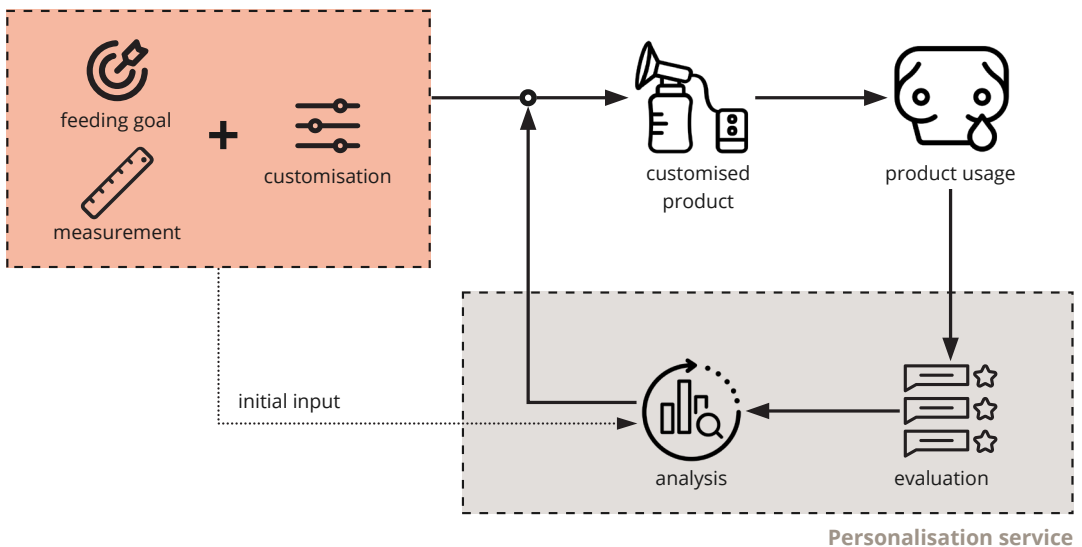 feeding goal
+
customisation
measurement
customised
product
product usage
initial input
analysis
evaluation
Personalisation service